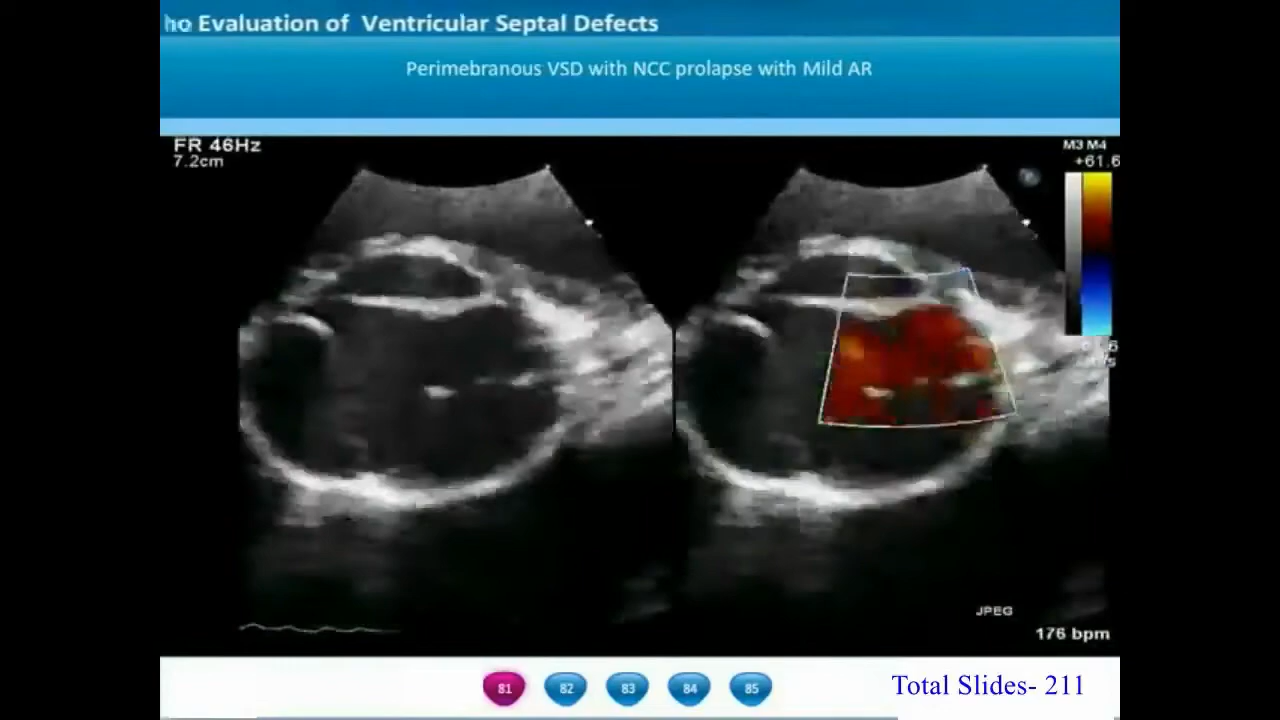 ho Evaluation of Ventricular Septal Defects
Perimebranous VSD with NCC prolapse with Mild AR
FR 46Hz
7.2cm
M3 M4
+61.6
JPEG
176 bpm
81 82 83 84 85
Total Slides- 211